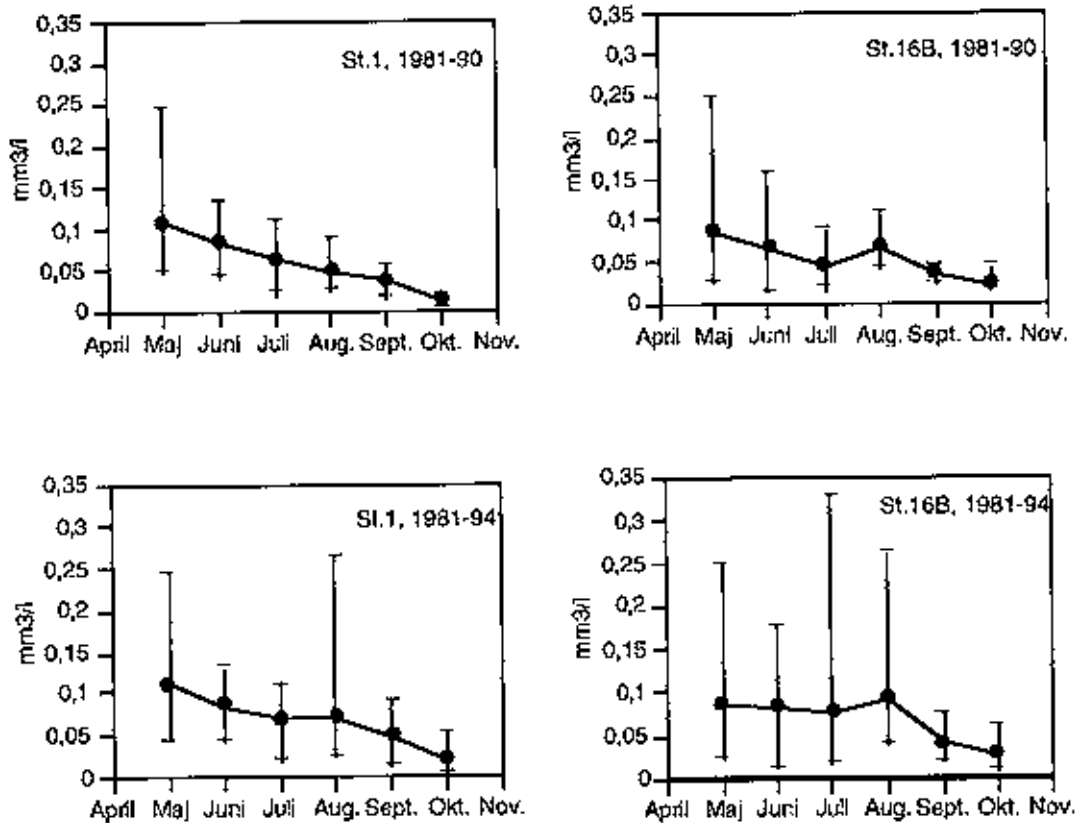 0,35
0,3
0,25
0,2
0,15
0,1
0,05
0
mm3/l
St.1, 1981-90
April Maj Juni Juli Aug. Sept. Okt. Nov.
0,35
0,3
0,25
0,2
0,15
0,1
0,05
0
mm3/l
St.16B, 1981-90
April Maj Juni Juli Aug. Sept. Okt. Nov.
0,35
0,3
0,25
0,2
0,15
0,1
0,05
0
mm3/l
St.1, 1981-94
April Maj Juni Juli Aug. Sept. Okt. Nov.
0,35
0,3
0,25
0,2
0,15
0,1
0,05
0
mm3/l
St.16B, 1981-94
April Maj Juni Juli Aug. Sept. Okt. Nov.